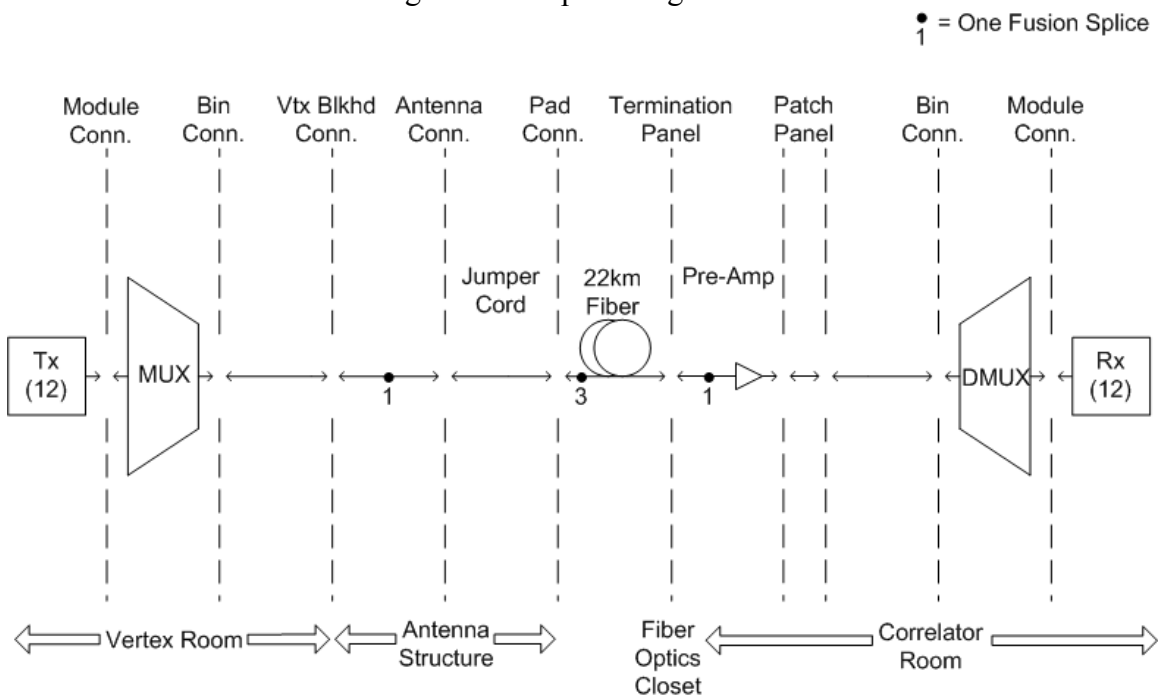 1 = One Fusion Splice
Module Conn.
Bin Conn.
Vtx Blkhd Conn.
Antenna Conn.
Pad Conn.
Termination Panel
Patch Panel
Bin Conn.
Module Conn.
Jumper Cord
22km Fiber
Pre-Amp
Tx (12)
MUX
1
3
1
DMUX
Rx (12)
Vertex Room
Antenna Structure
Fiber Optics Closet
Correlator Room